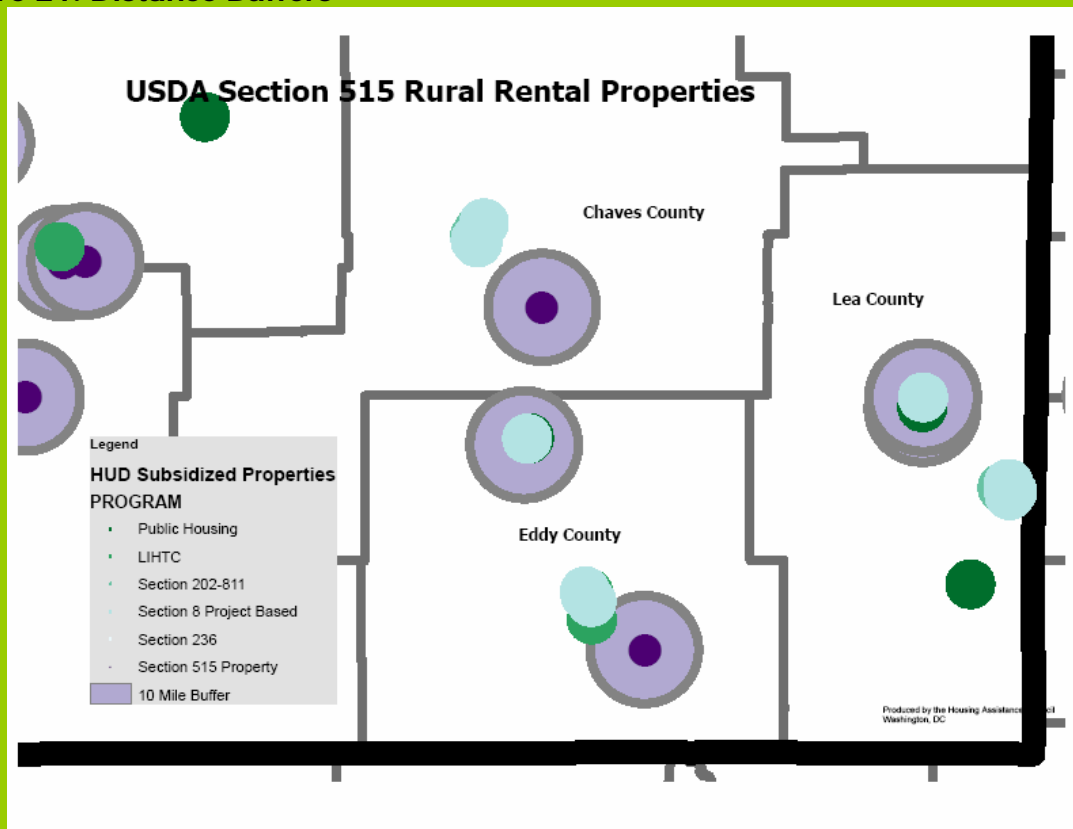 USDA Section 515 Rural Rental Properties
Chaves County
Lea County
Eddy County
Legend
HUD Subsidized Properties
PROGRAM
Public Housing
LIHTC
Section 202-811
Section 8 Project Based
Section 236
Section 515 Property
10 Mile Buffer
Produced by the Housing Assistance
Washington, DC